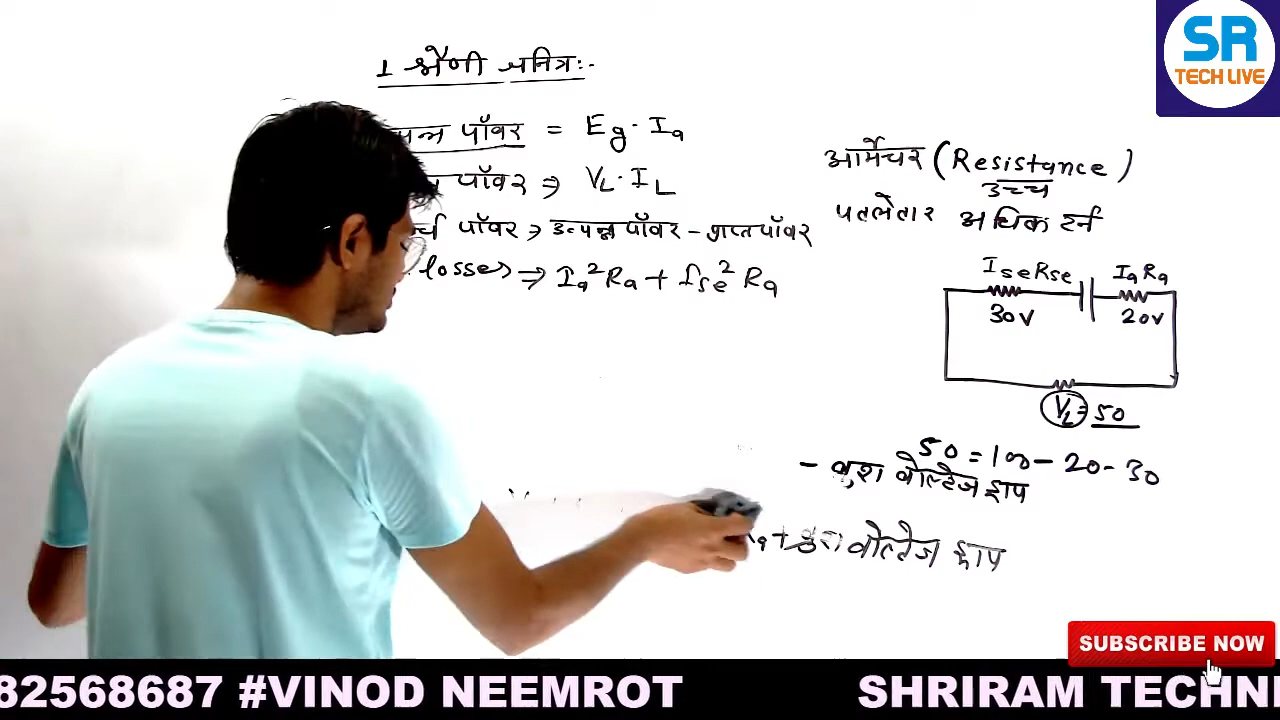 1 श्रेणी जनित्र:-
पॉवर = Eg · Ia
पॉवर ⇒ VL · IL
पॉवर ⇒ उत्पन्न पॉवर - प्राप्त पॉवर
losses ⇒ Ia²Ra + Ise²Ra
आर्मेचर (Resistance)
उच्च
पतले तार अधिक टर्न
IseRse IaRa
30V 20V
VL = 50
50 = 100 - 20 - 30
- ब्रुश वोल्टेज ड्राप
वोल्टेज ड्राप
SR
TECH LIVE
SUBSCRIBE NOW
82568687 #VINOD NEEMROT SHRIRAM TECHNI